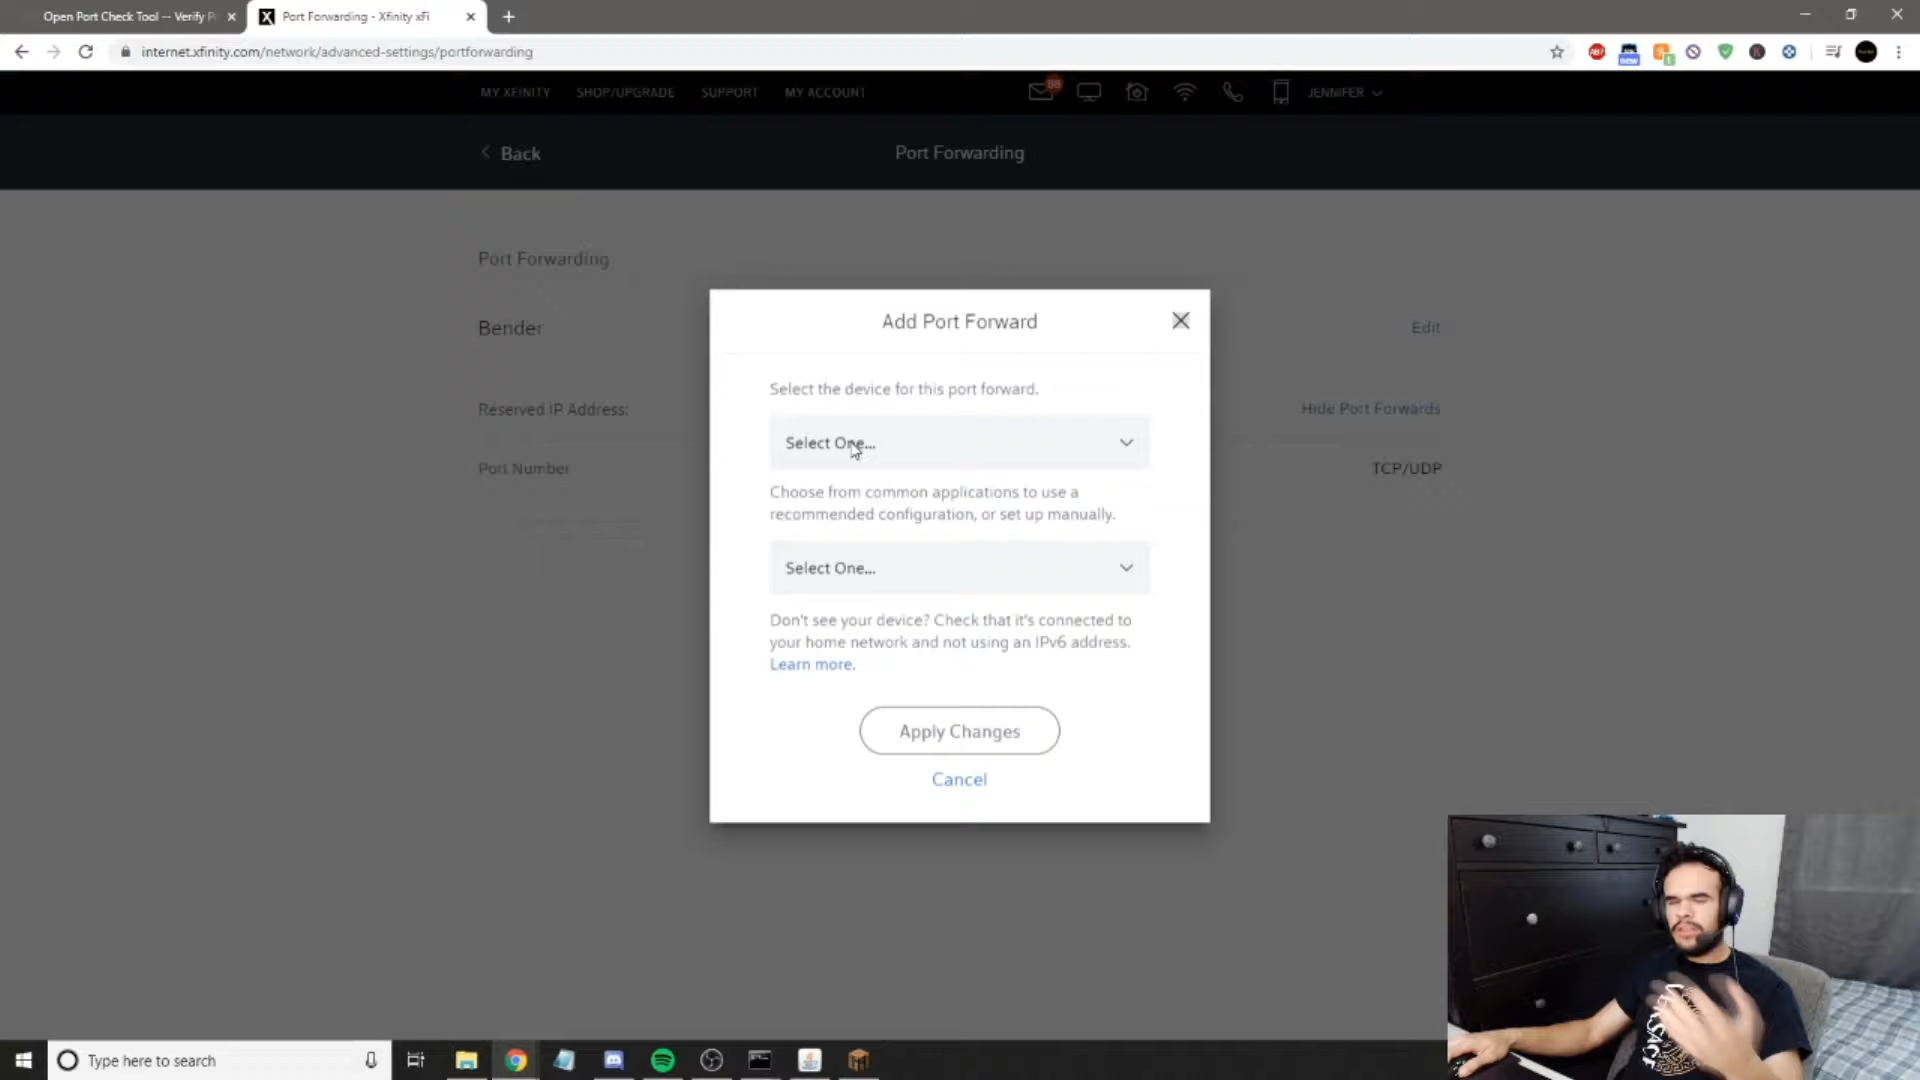 Open Port Check Tool -- Verify P
Port Forwarding - Xfinity xFi
internet.xfinity.com/network/advanced-settings/portforwarding
MY XFINITY
SHOP/UPGRADE
SUPPORT
MY ACCOUNT
JENNIFER
Back
Port Forwarding
Port Forwarding
Bender
Edit
Reserved IP Address:
Hide Port Forwards
Port Number
TCP/UDP
Add Port Forward
Select the device for this port forward.
Select One...
Choose from common applications to use a
recommended configuration, or set up manually.
Select One...
Don't see your device? Check that it's connected to
your home network and not using an IPv6 address.
Learn more.
Apply Changes
Cancel
Type here to search
VERSACE